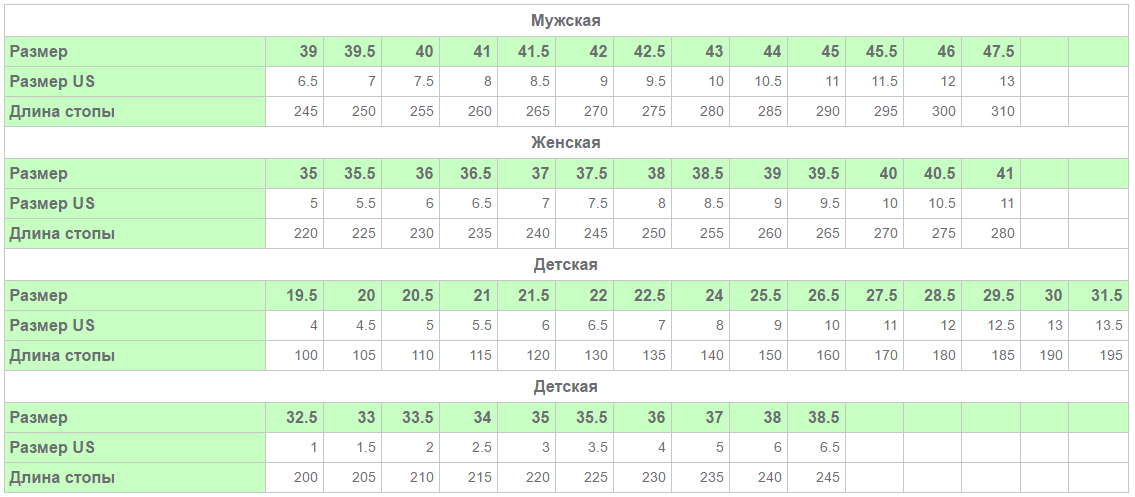 Мужская
Размер 39 39.5 40 41 41.5 42 42.5 43 44 45 45.5 46 47.5
Размер US 6.5 7 7.5 8 8.5 9 9.5 10 10.5 11 11.5 12 13
Длина стопы 245 250 255 260 265 270 275 280 285 290 295 300 310
Женская
Размер 35 35.5 36 36.5 37 37.5 38 38.5 39 39.5 40 40.5 41
Размер US 5 5.5 6 6.5 7 7.5 8 8.5 9 9.5 10 10.5 11
Длина стопы 220 225 230 235 240 245 250 255 260 265 270 275 280
Детская
Размер 19.5 20 20.5 21 21.5 22 22.5 24 25.5 26.5 27.5 28.5 29.5 30 31.5
Размер US 4 4.5 5 5.5 6 6.5 7 8 9 10 11 12 12.5 13 13.5
Длина стопы 100 105 110 115 120 130 135 140 150 160 170 180 185 190 195
Детская
Размер 32.5 33 33.5 34 35 35.5 36 37 38 38.5
Размер US 1 1.5 2 2.5 3 3.5 4 5 6 6.5
Длина стопы 200 205 210 215 220 225 230 235 240 245